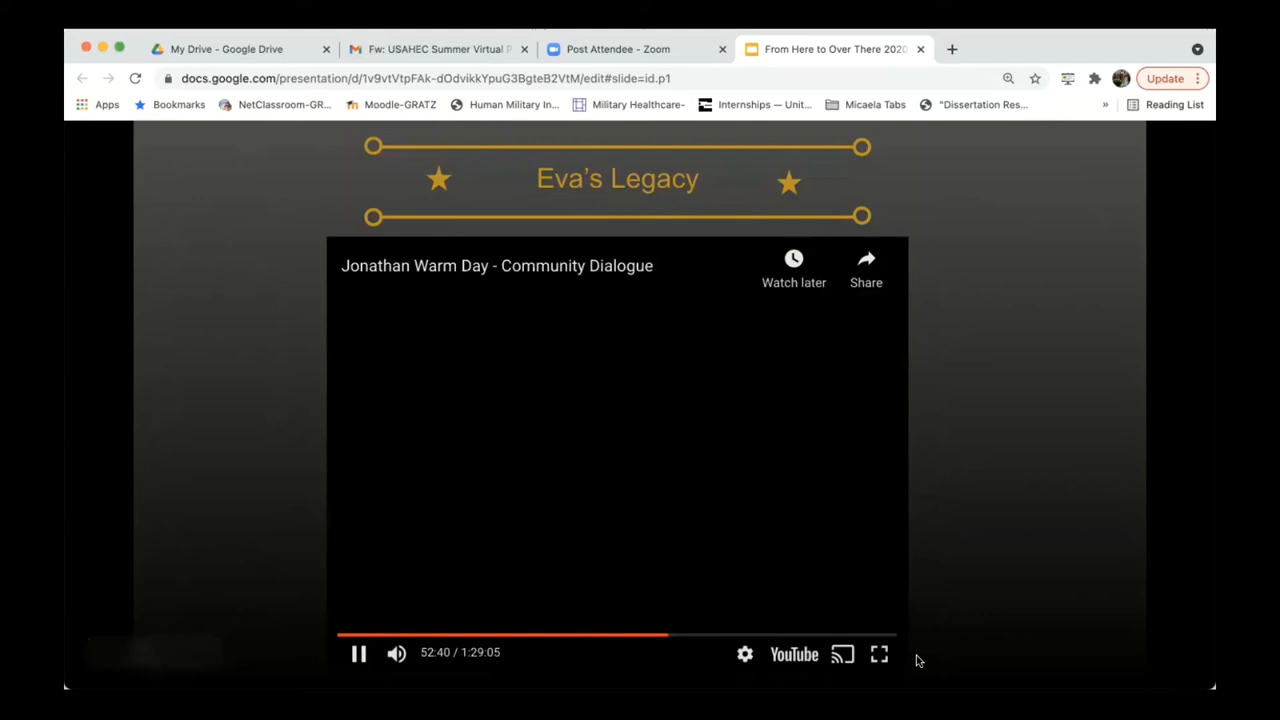 My Drive - Google Drive
Fw: USAHEC Summer Virtual P
Post Attendee - Zoom
From Here to Over There 2020
docs.google.com/presentation/d/1v9vtVtpFAk-dOdvikkYpuG3BgteB2VtM/edit#slide=id.p1
Update
Apps
Bookmarks
NetClassroom-GR...
Moodle-GRATZ
Human Military In...
Military Healthcare-
Internships — Unit...
Micaela Tabs
"Dissertation Res...
»
Reading List
Eva's Legacy
Jonathan Warm Day - Community Dialogue
Watch later
Share
52:40 / 1:29:05
YouTube